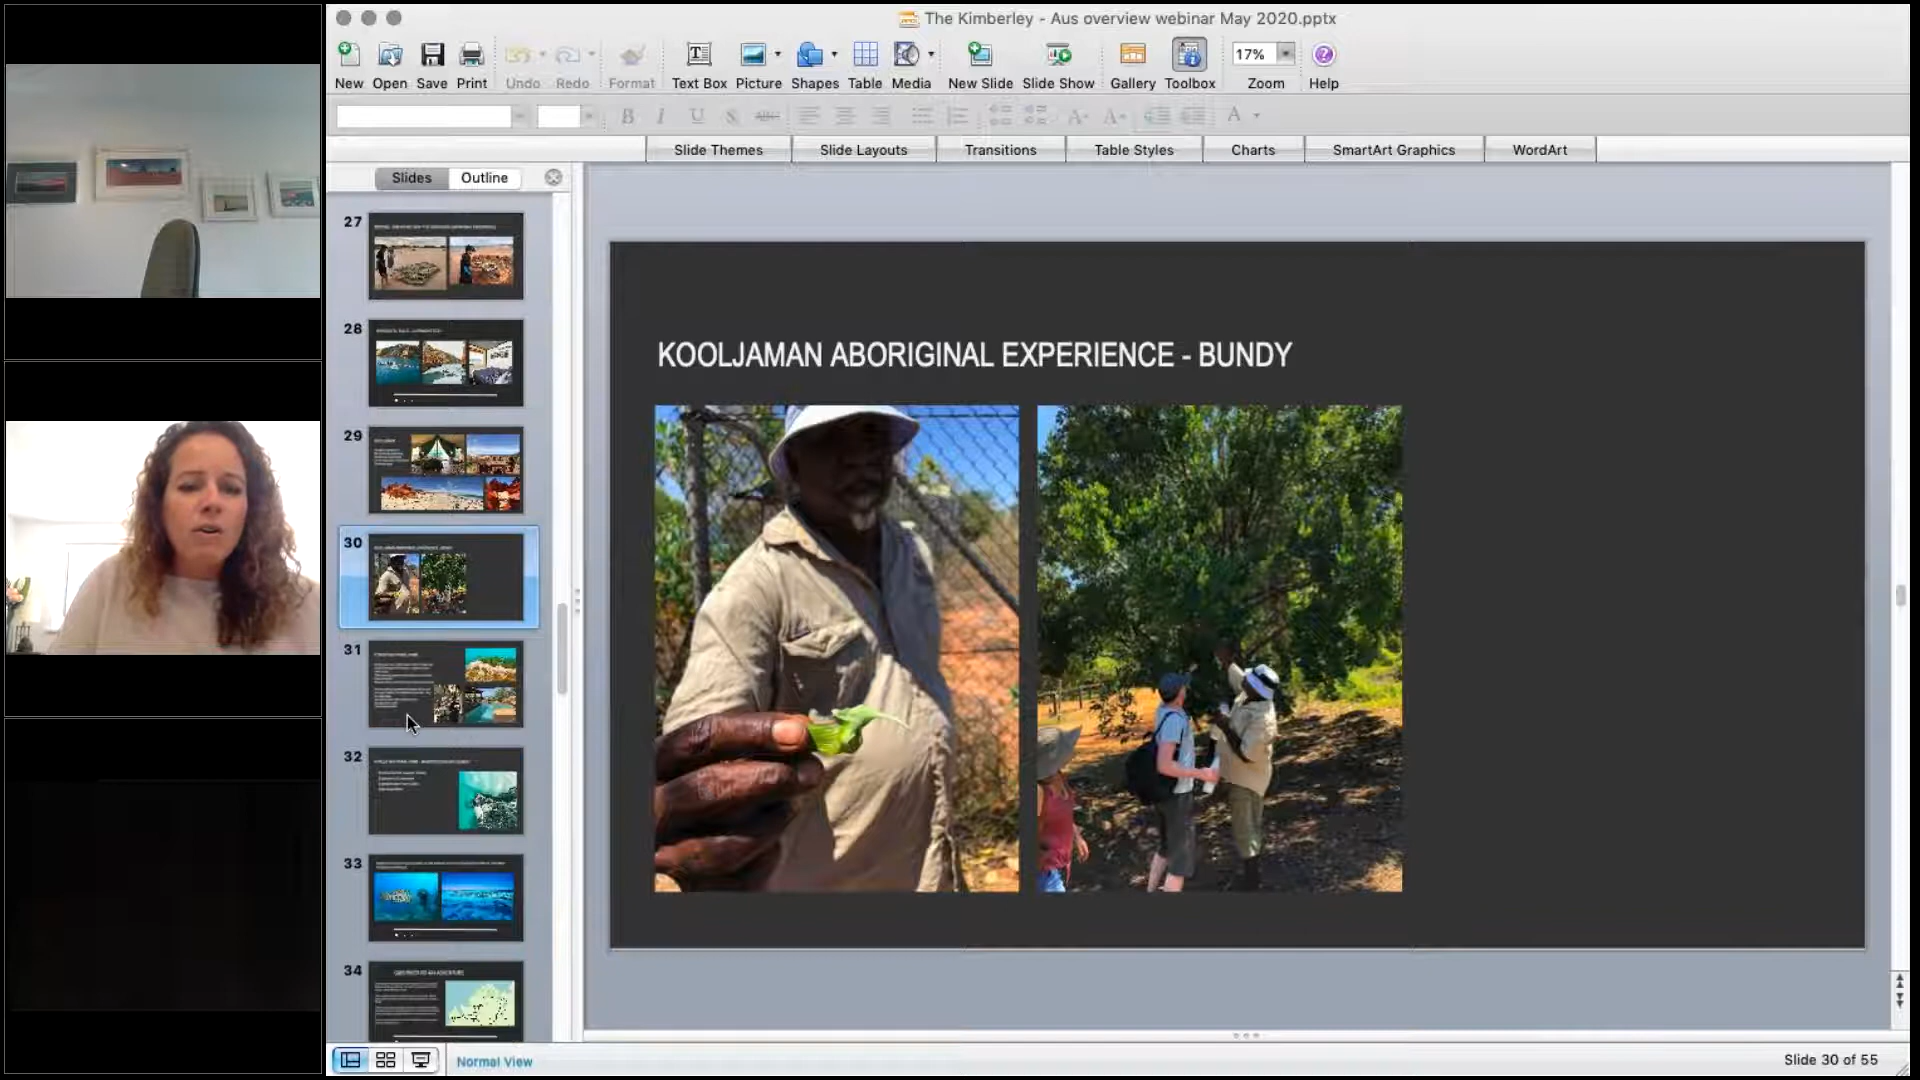 The Kimberley - Aus overview webinar May 2020.pptx
New Open Save Print Undo Redo Format Text Box Picture Shapes Table Media New Slide Slide Show Gallery Toolbox 17% Zoom Help
B I U S ABC A A A
Slide Themes Slide Layouts Transitions Table Styles Charts SmartArt Graphics WordArt
Slides Outline
27
28
29
30
31
32
33
34
KOOLJAMAN ABORIGINAL EXPERIENCE - BUNDY
Normal View
Slide 30 of 55